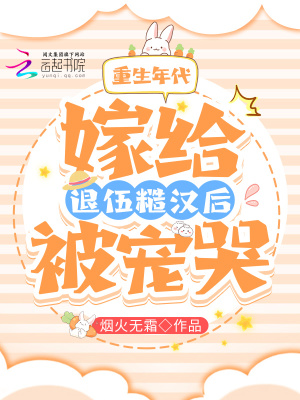 阅文集团旗下网站
云起书院
yunqi.qq.com
重生年代
嫁给
退伍糙汉后
被宠哭
烟火无霜◇作品